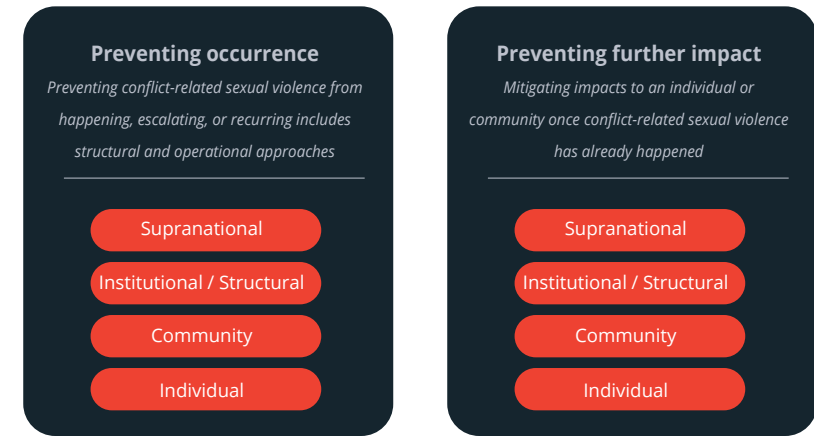 Preventing occurrence
Preventing conflict-related sexual violence from
happening, escalating, or recurring includes
structural and operational approaches
Supranational
Institutional / Structural
Community
Individual
Preventing further impact
Mitigating impacts to an individual or
community once conflict-related sexual violence
has already happened
Supranational
Institutional / Structural
Community
Individual